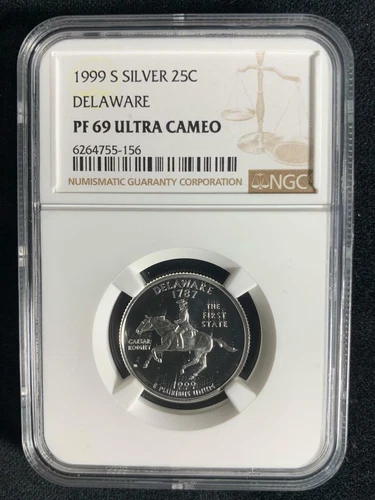 1999 S SILVER 25C
DELAWARE
PF 69 ULTRA CAMEO
6264755-156
NUMISMATIC GUARANTY CORPORATION
NGC
DELAWARE
1787
THE
FIRST
STATE
CAESAR
RODNEY
1999
E PLURIBUS UNUM